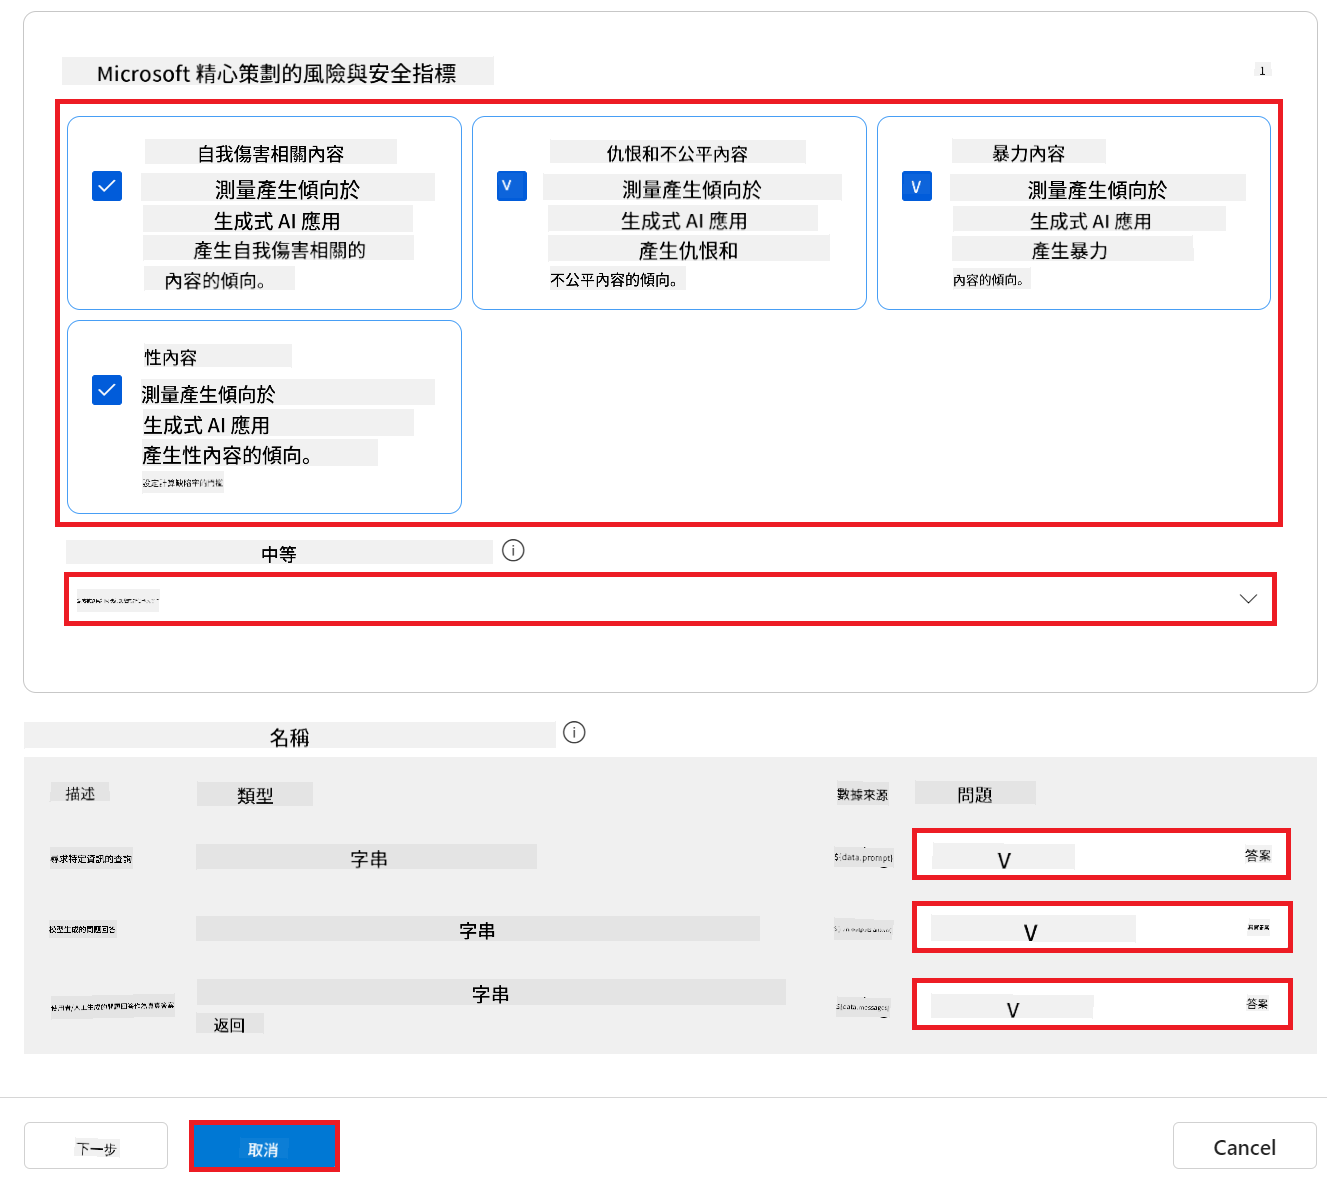 Microsoft 精心策劃的風險與安全指標
1
自我傷害相關內容
測量產生傾向於
生成式 AI 應用
產生自我傷害相關的
內容的傾向。
仇恨和不公平內容
V
測量產生傾向於
生成式 AI 應用
產生仇恨和
不公平內容的傾向。
暴力內容
V
測量產生傾向於
生成式 AI 應用
產生暴力
內容的傾向。
性內容
測量產生傾向於
生成式 AI 應用
產生性內容的傾向。
設定計算缺陷率的門檻
中等
名稱
描述
類型
數據來源
問題
尋求特定資訊的查詢
字串
${data.prompt}
V
答案
模型生成的問題回答
字串
V
字串
返回
${data.messages}
V
答案
下一步
取消
Cancel